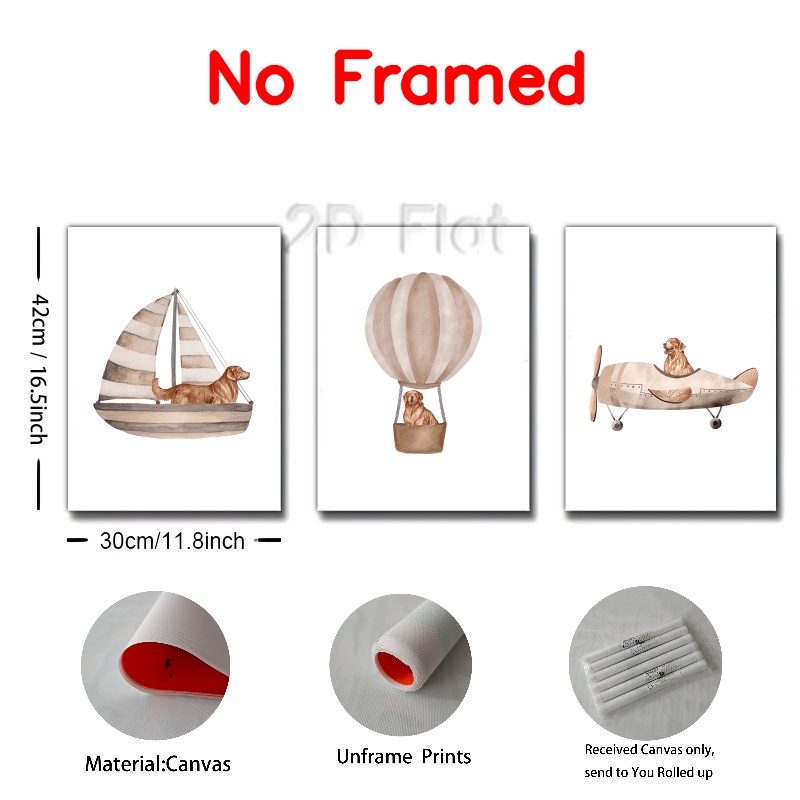 No Framed
2D Flat
42cm / 16.5inch
30cm/11.8inch
Material:Canvas
Unframe Prints
Received Canvas only,
send to You Rolled up